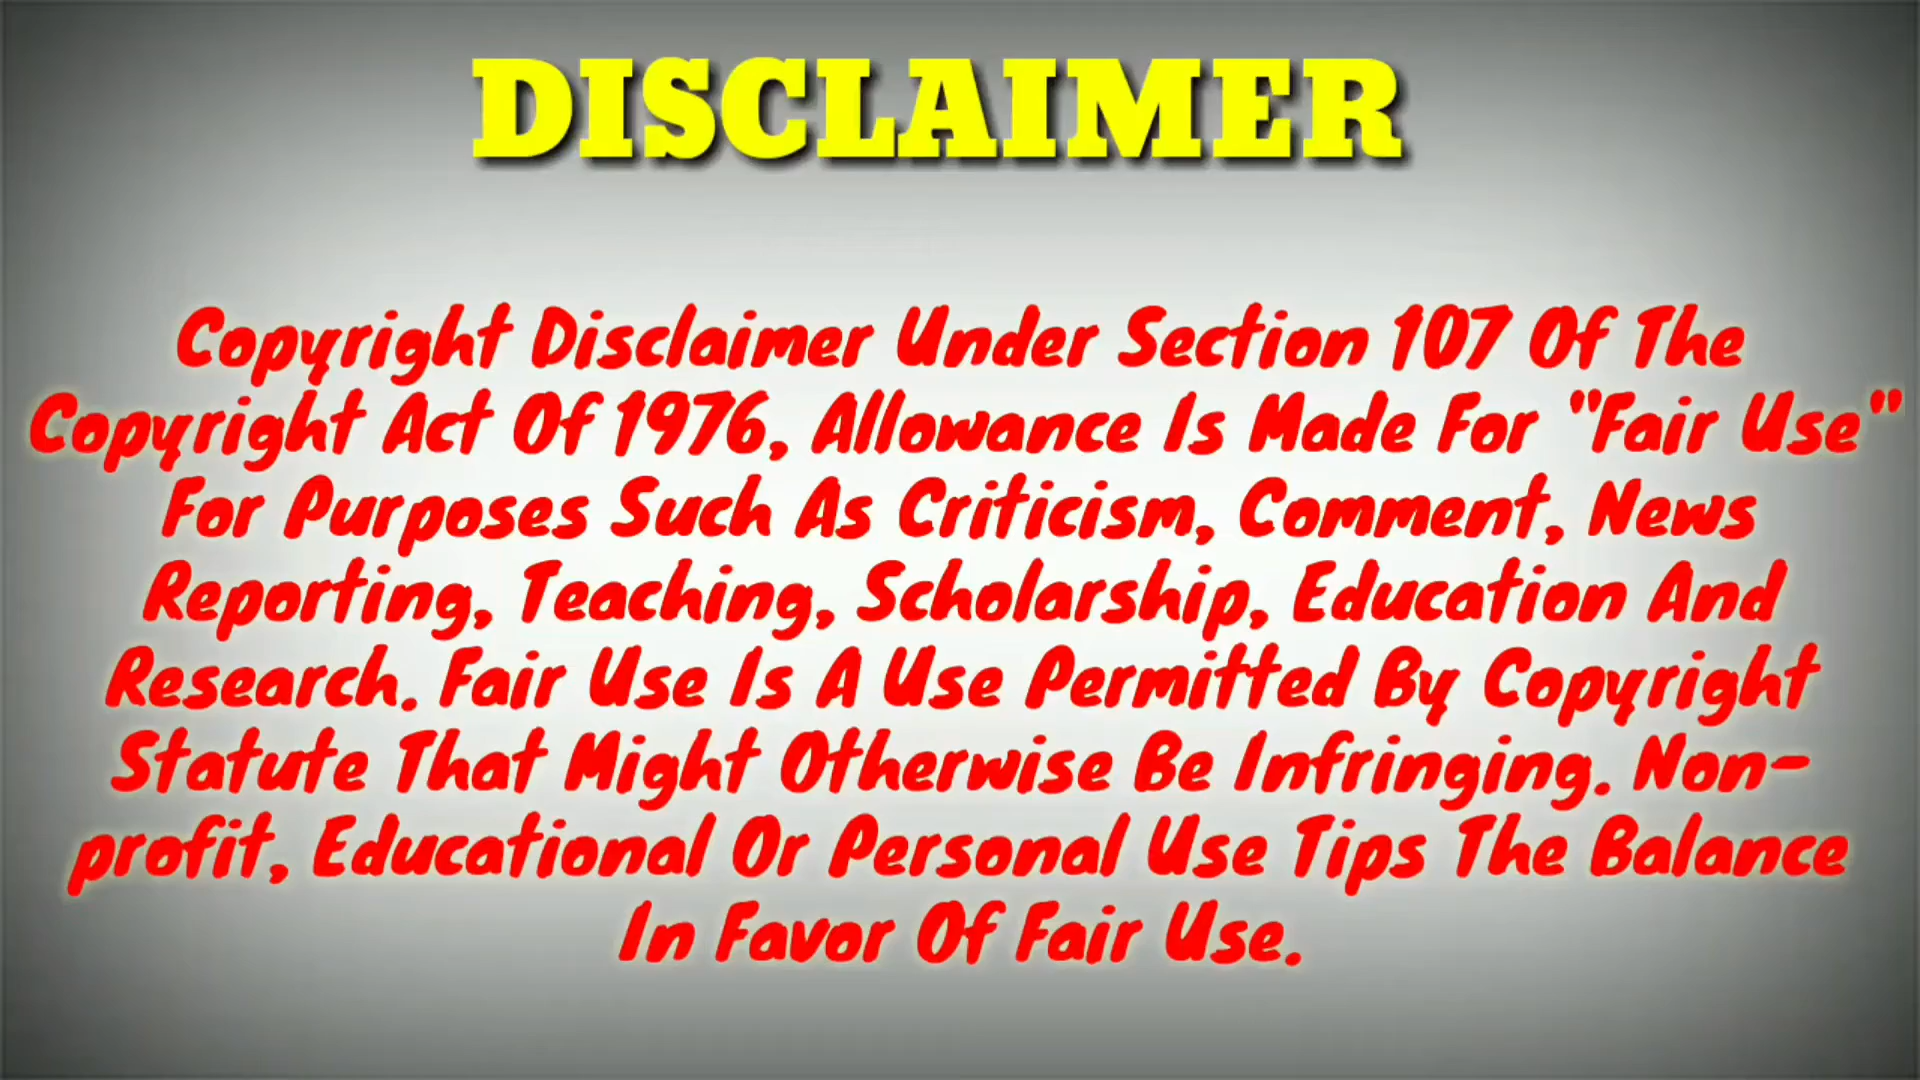 DISCLAIMER
Copyright Disclaimer Under Section 107 Of The
Copyright Act Of 1976, Allowance Is Made For "Fair Use"
For Purposes Such As Criticism, Comment, News
Reporting, Teaching, Scholarship, Education And
Research. Fair Use Is A Use Permitted By Copyright
Statute That Might Otherwise Be Infringing. Non-
profit, Educational Or Personal Use Tips The Balance
In Favor Of Fair Use.